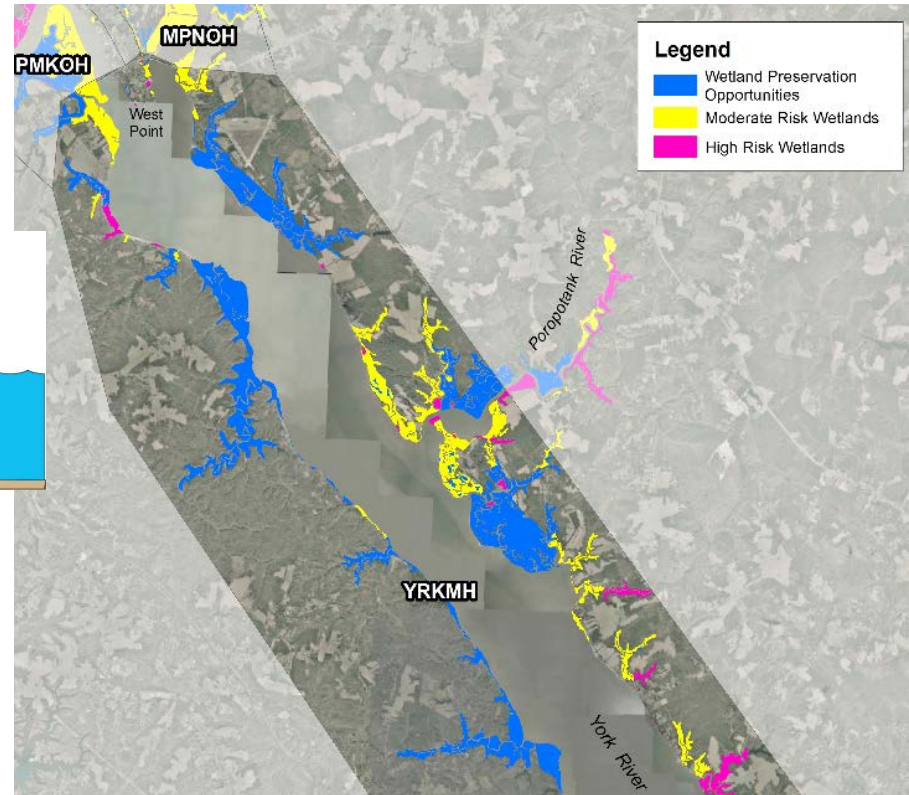 MPNOH
PMKOH
West
Point
Legend
Wetland Preservation
Opportunities
Moderate Risk Wetlands
High Risk Wetlands
Poropotank River
YRKMH
York River